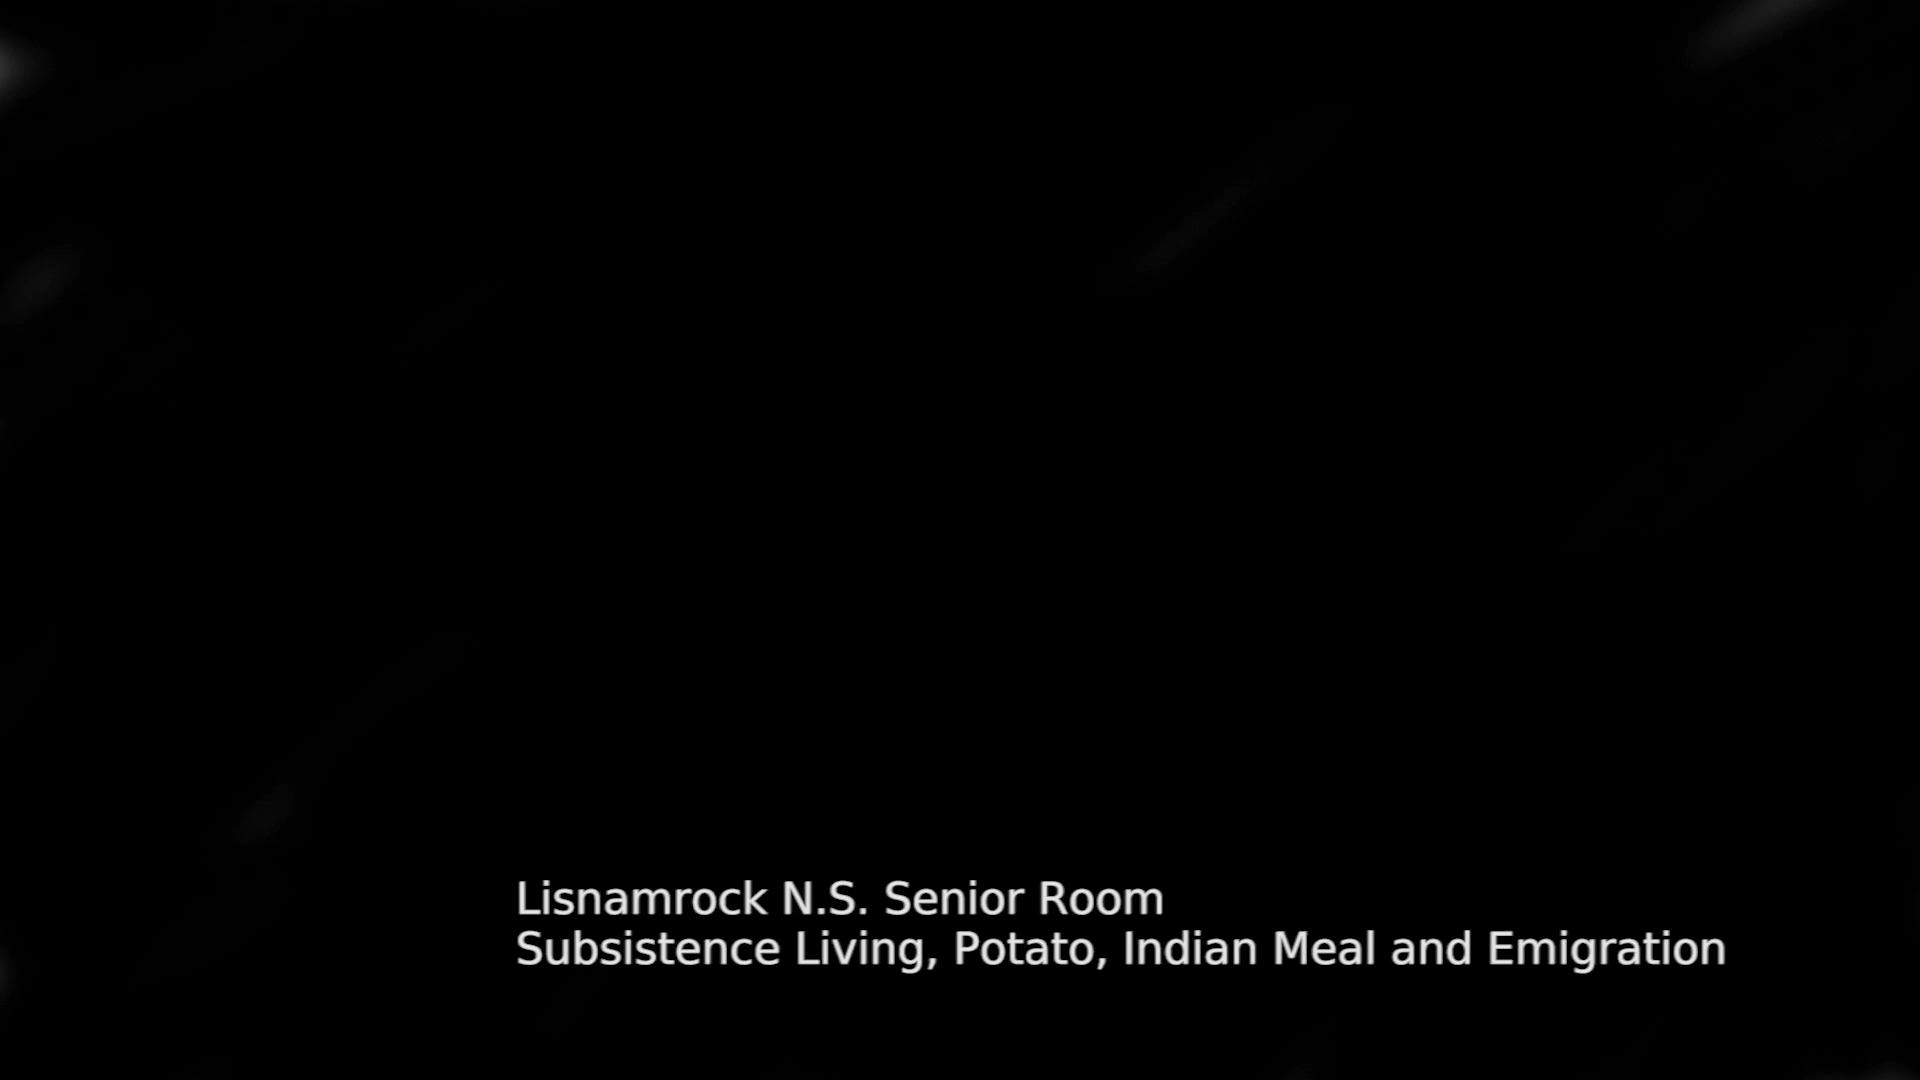 Lisnamrock N.S. Senior Room
Subsistence Living, Potato, Indian Meal and Emigration